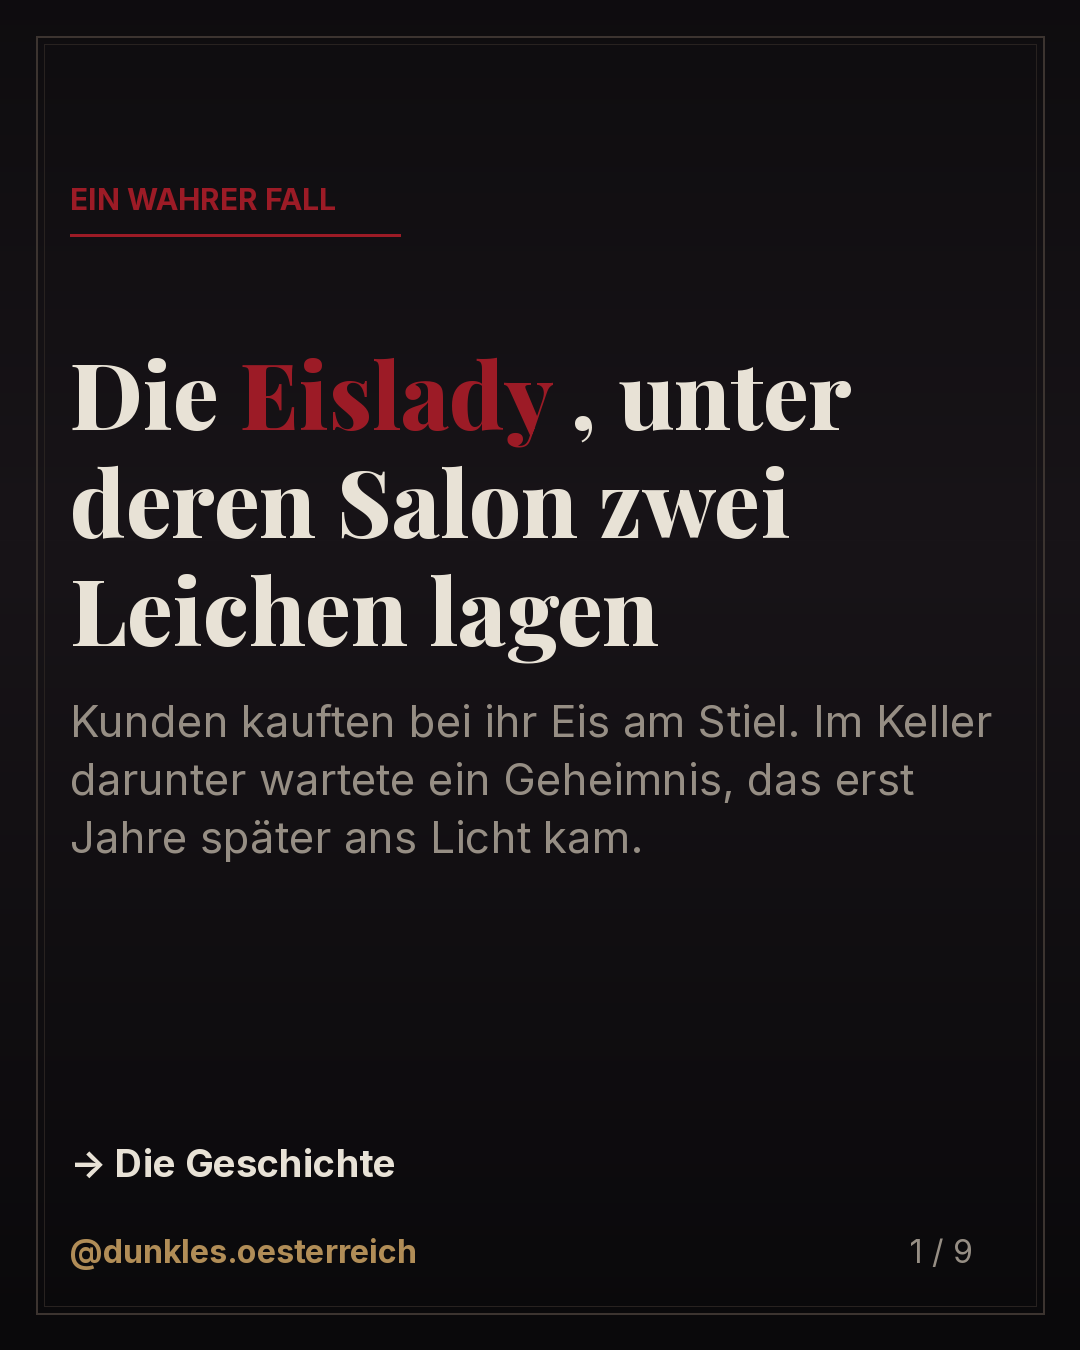 EIN WAHRER FALL
Die Eislady , unter
deren Salon zwei
Leichen lagen
Kunden kauften bei ihr Eis am Stiel. Im Keller
darunter wartete ein Geheimnis, das erst
Jahre später ans Licht kam.
→ Die Geschichte
@dunkles.oesterreich
1 / 9